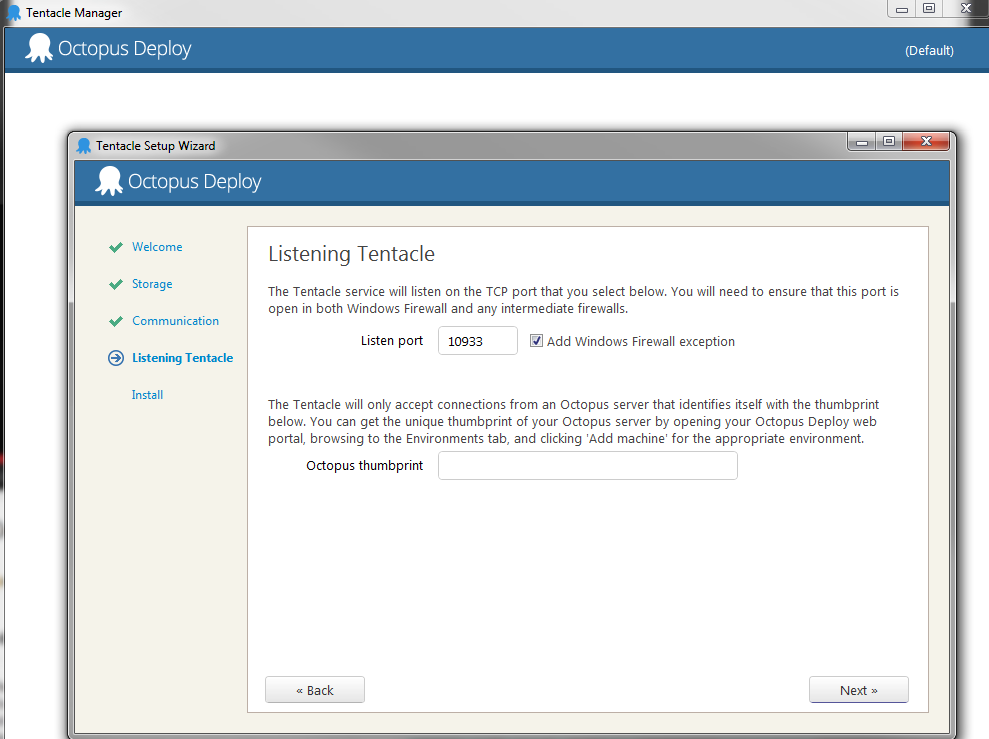 Tentacle Manager
Octopus Deploy
(Default)
Tentacle Setup Wizard
Octopus Deploy
Welcome
Storage
Communication
Listening Tentacle
Install
Listening Tentacle
The Tentacle service will listen on the TCP port that you select below. You will need to ensure that this port is
open in both Windows Firewall and any intermediate firewalls.
Listen port 10933 Add Windows Firewall exception
The Tentacle will only accept connections from an Octopus server that identifies itself with the thumbprint
below. You can get the unique thumbprint of your Octopus server by opening your Octopus Deploy web
portal, browsing to the Environments tab, and clicking 'Add machine' for the appropriate environment.
Octopus thumbprint
« Back
Next »